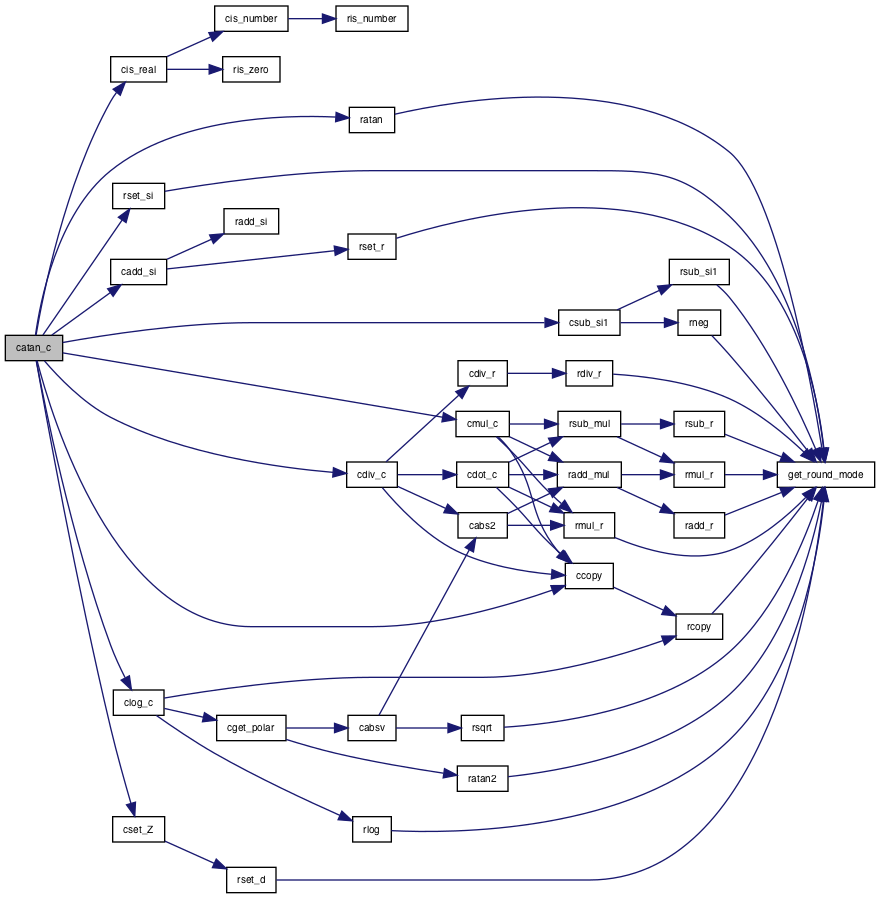 cis_number
ris_number
cis_real
ris_zero
ratan
rset_si
radd_si
rset_r
cadd_si
rsub_si1
csub_si1
rneg
catan_c
cdiv_r
rdiv_r
cmul_c
rsub_mul
rsub_r
cdiv_c
cdot_c
radd_mul
rmul_r
get_round_mode
cabs2
rmul_r
radd_r
ccopy
rcopy
clog_c
cget_polar
cabsv
rsqrt
ratan2
cset_Z
rlog
rset_d